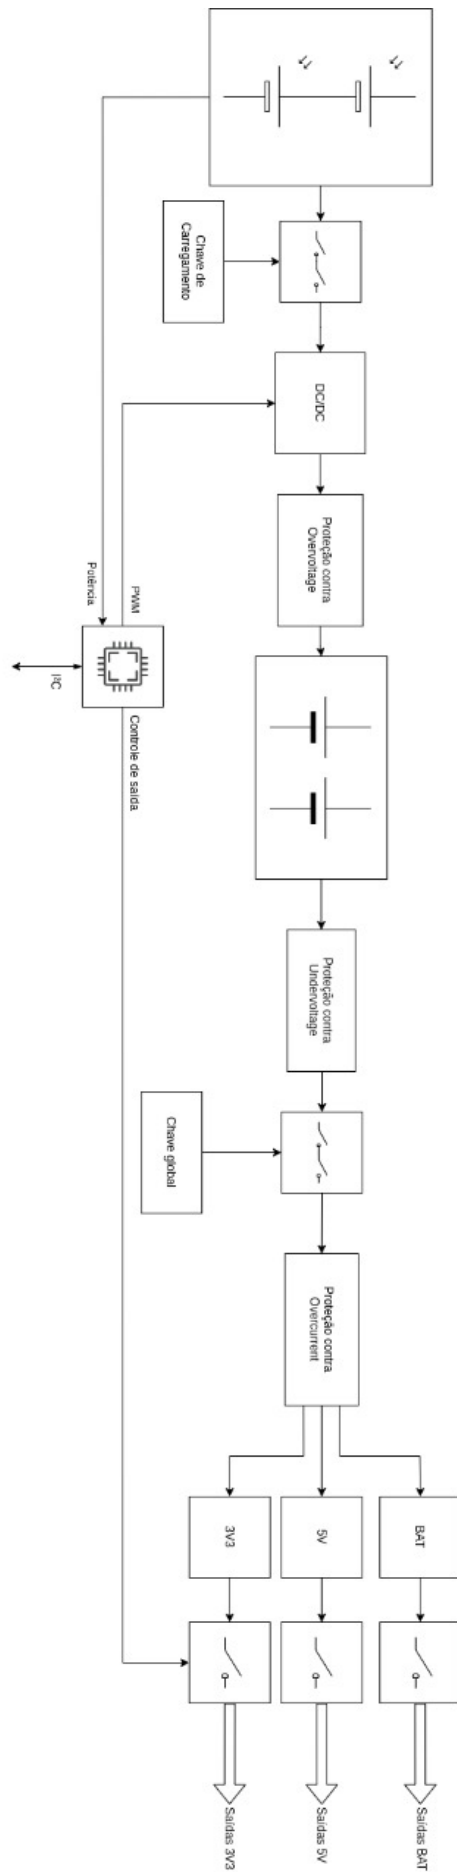 Chave de
Carregamento
DC/DC
Proteção contra
Overvoltage
Potência
PWM
I²C
Controle de saída
Proteção contra
Undervoltage
Chave global
Proteção contra
Overcurrent
3V3
5V
BAT
Saídas 3V3
Saídas 5V
Saídas BAT